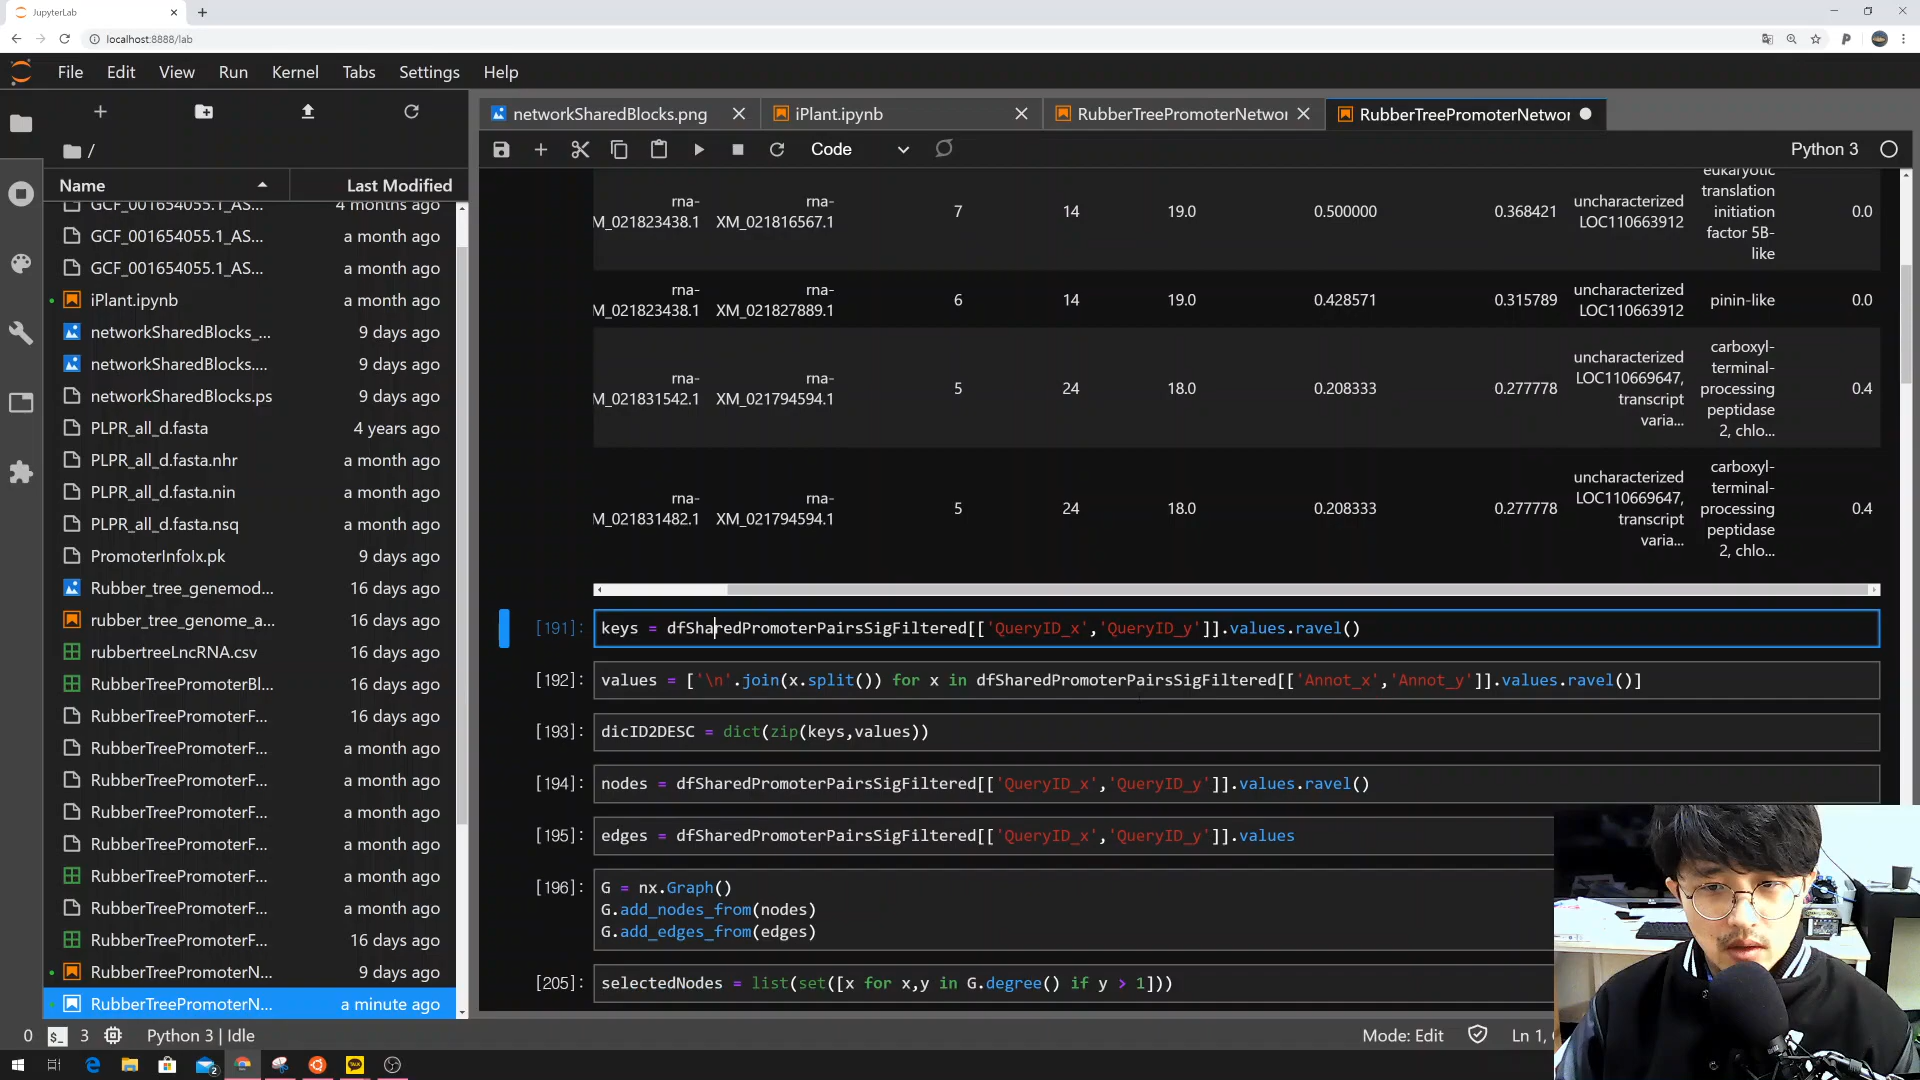 JupyterLab
localhost:8888/lab
File Edit View Run Kernel Tabs Settings Help
networkSharedBlocks.png
iPlant.ipynb
RubberTreePromoterNetwor
RubberTreePromoterNetwor
Code
Python 3
/
Name
Last Modified
GCF_001654055.1_AS... 4 months ago
GCF_001654055.1_AS... a month ago
GCF_001654055.1_AS... a month ago
iPlant.ipynb a month ago
networkSharedBlocks_... 9 days ago
networkSharedBlocks.... 9 days ago
networkSharedBlocks.ps 9 days ago
PLPR_all_d.fasta 4 years ago
PLPR_all_d.fasta.nhr a month ago
PLPR_all_d.fasta.nin a month ago
PLPR_all_d.fasta.nsq a month ago
PromoterInfoIx.pk 9 days ago
Rubber_tree_genemod... 16 days ago
rubber_tree_genome_a... 16 days ago
rubbertreeLncRNA.csv 16 days ago
RubberTreePromoterBl... 16 days ago
RubberTreePromoterF... 16 days ago
RubberTreePromoterF... a month ago
RubberTreePromoterF... a month ago
RubberTreePromoterF... a month ago
RubberTreePromoterF... a month ago
RubberTreePromoterF... a month ago
RubberTreePromoterF... a month ago
RubberTreePromoterF... 16 days ago
RubberTreePromoterN... 9 days ago
RubberTreePromoterN... a minute ago
rna-
M_021823438.1
rna-
XM_021816567.1
7 14 19.0 0.500000 0.368421
uncharacterized
LOC110663912
eukaryotic
translation
initiation
factor 5B-
like
0.0
rna-
M_021823438.1
rna-
XM_021827889.1
6 14 19.0 0.428571 0.315789
uncharacterized
LOC110663912
pinin-like
0.0
rna-
M_021831542.1
rna-
XM_021794594.1
5 24 18.0 0.208333 0.277778
uncharacterized
LOC110669647,
transcript
varia...
carboxyl-
terminal-
processing
peptidase
2, chlo...
0.4
rna-
M_021831482.1
rna-
XM_021794594.1
5 24 18.0 0.208333 0.277778
uncharacterized
LOC110669647,
transcript
varia...
carboxyl-
terminal-
processing
peptidase
2, chlo...
0.4
[191]: keys = dfSharedPromoterPairsSigFiltered[['QueryID_x','QueryID_y']].values.ravel()
[192]: values = ['\n'.join(x.split()) for x in dfSharedPromoterPairsSigFiltered[['Annot_x','Annot_y']].values.ravel()]
[193]: dicID2DESC = dict(zip(keys,values))
[194]: nodes = dfSharedPromoterPairsSigFiltered[['QueryID_x','QueryID_y']].values.ravel()
[195]: edges = dfSharedPromoterPairsSigFiltered[['QueryID_x','QueryID_y']].values
[196]: G = nx.Graph()
G.add_nodes_from(nodes)
G.add_edges_from(edges)
[205]: selectedNodes = list(set([x for x,y in G.degree() if y > 1]))
0 $_ 3 Python 3 | Idle
Mode: Edit
Ln 1,
2